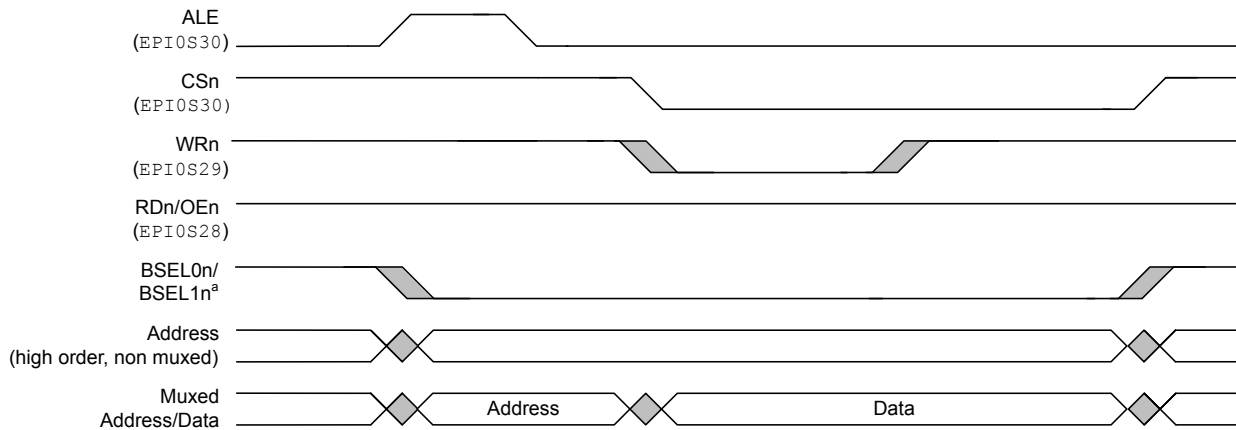 ALE
(EPI0S30)
CSn
(EPI0S30)
WRn
(EPI0S29)
RDn/OEn
(EPI0S28)
BSEL0n/
BSEL1nª
Address
(high order, non muxed)
Muxed
Address/Data
Address
Data